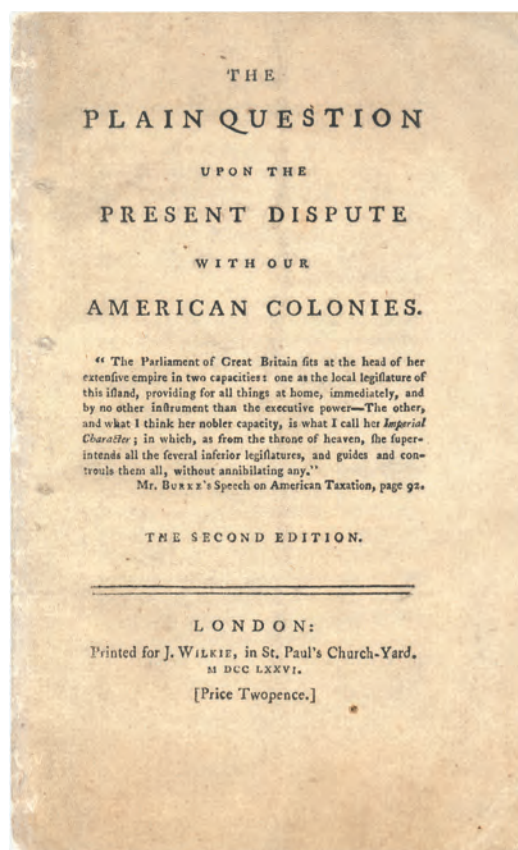 THE
PLAIN QUESTION
UPON THE
PRESENT DISPUTE
WITH OUR
AMERICAN COLONIES.
“ The Parliament of Great Britain ſits at the head of her
extenſive empire in two capacities: one as the local legiſlature of
this iſland, providing for all things at home, immediately, and
by no other inſtrument than the executive power—The other,
and what I think her nobler capacity, is what I call her Imperial
Character; in which, as from the throne of heaven, ſhe ſuper-
intends all the ſeveral inferior legiſlatures, and guides and con-
trouls them all, without annihilating any.”
Mr. BURKE's Speech on American Taxation, page 92.
THE SECOND EDITION.
LONDON:
Printed for J. WILKIE, in St. Paul's Church-Yard.
M DCC LXXVI.
[Price Twopence.]